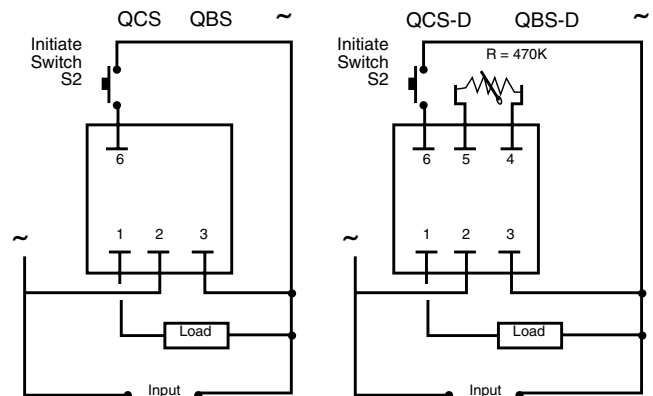 QCS QBS ~
Initiate
Switch
S2
6
1 2 3
~
Load
Input
QCS-D QBS-D ~
Initiate
Switch
S2
R = 470K
6 5 4
1 2 3
~
Load
Input